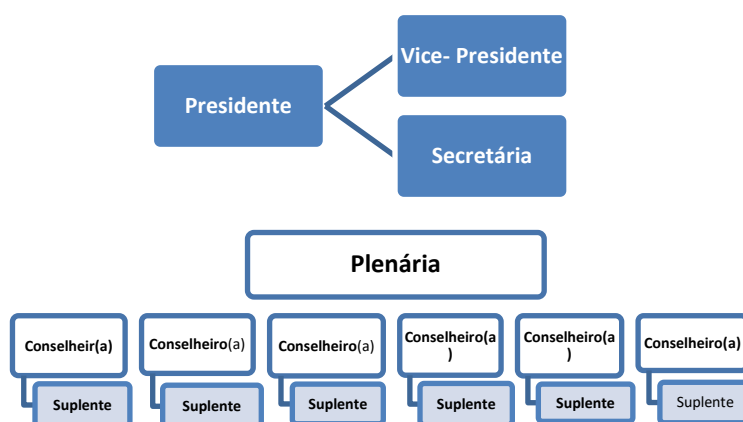 Vice- Presidente
Presidente
Secretária
Plenária
Conselheir(a)
Conselheiro(a)
Conselheiro(a)
Conselheiro(a
)
Conselheiro(a
)
Conselheiro(a)
Suplente
Suplente
Suplente
Suplente
Suplente
Suplente